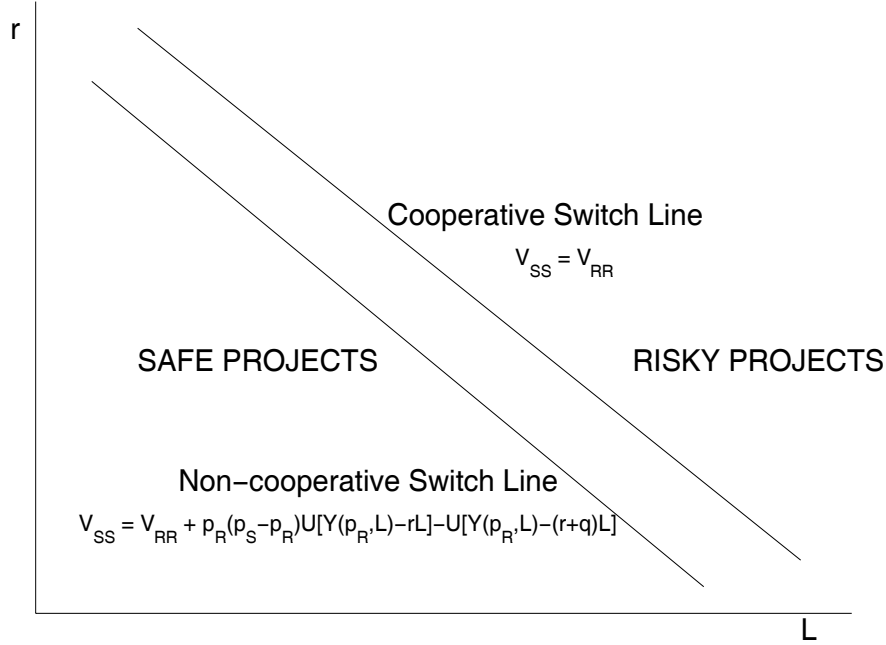 r
Cooperative Switch Line
V_SS = V_RR
SAFE PROJECTS
RISKY PROJECTS
Non−cooperative Switch Line
V_SS = V_RR + p_R(p_S−p_R)U[Y(p_R,L)−rL]−U[Y(p_R,L)−(r+q)L]
L